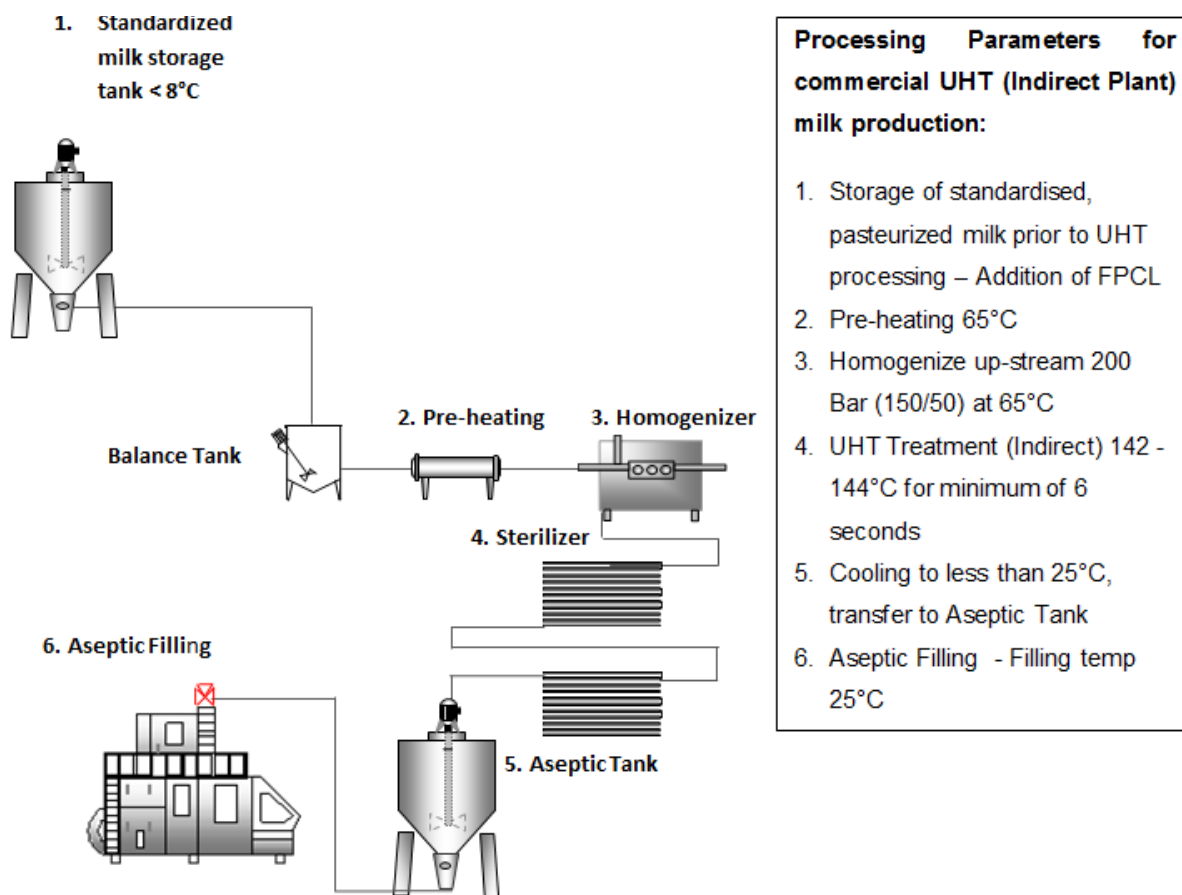 1. Standardized
milk storage
tank < 8°C
Balance Tank
2. Pre-heating
3. Homogenizer
4. Sterilizer
6. Aseptic Filling
5. Aseptic Tank
Processing Parameters for
commercial UHT (Indirect Plant)
milk production:
1. Storage of standardised,
pasteurized milk prior to UHT
processing – Addition of FPCL
2. Pre-heating 65°C
3. Homogenize up-stream 200
Bar (150/50) at 65°C
4. UHT Treatment (Indirect) 142 -
144°C for minimum of 6
seconds
5. Cooling to less than 25°C,
transfer to Aseptic Tank
6. Aseptic Filling - Filling temp
25°C